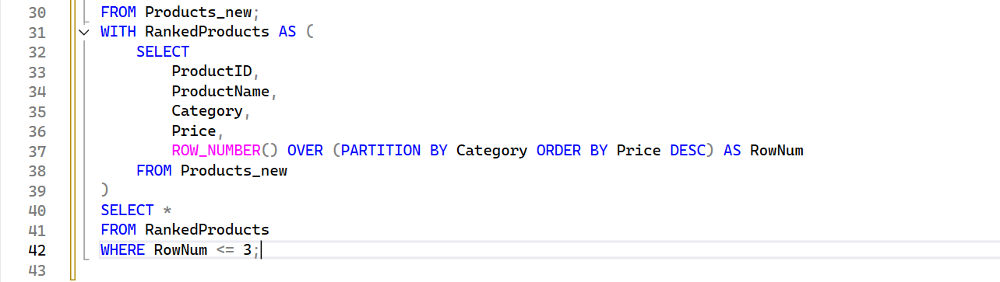 30 FROM Products_new;
31 WITH RankedProducts AS (
32 SELECT
33 ProductID,
34 ProductName,
35 Category,
36 Price,
37 ROW_NUMBER() OVER (PARTITION BY Category ORDER BY Price DESC) AS RowNum
38 FROM Products_new
39 )
40 SELECT *
41 FROM RankedProducts
42 WHERE RowNum <= 3;
43